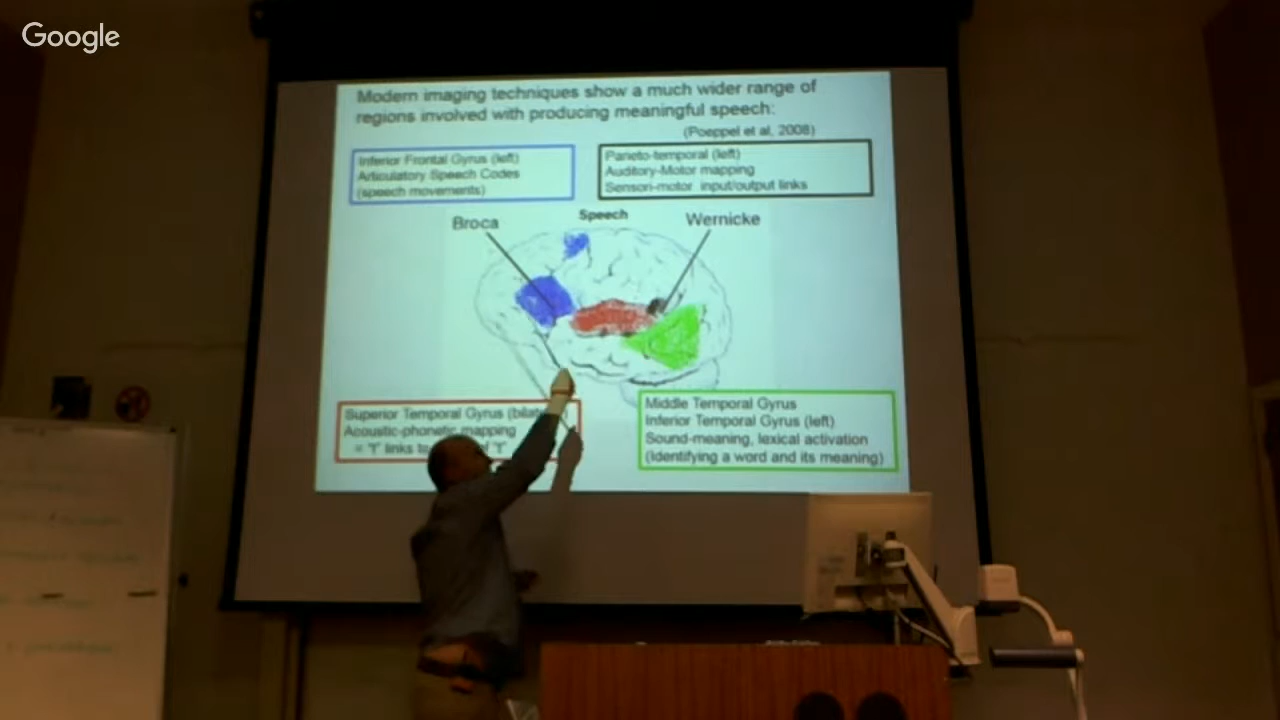 Google
Modern imaging techniques show a much wider range of
regions involved with producing meaningful speech:
(Poeppel et al, 2008)
Inferior Frontal Gyrus (left)
Articulatory Speech Codes
(speech movements)
Parieto-temporal (left)
Auditory-Motor mapping
Sensori-motor input/output links
Broca
Speech
Wernicke
Superior Temporal Gyrus
Acoustic-phonetic mapping
links
Middle Temporal Gyrus
Inferior Temporal Gyrus (left)
Sound-meaning, lexical activation
(Identifying a word and its meaning)